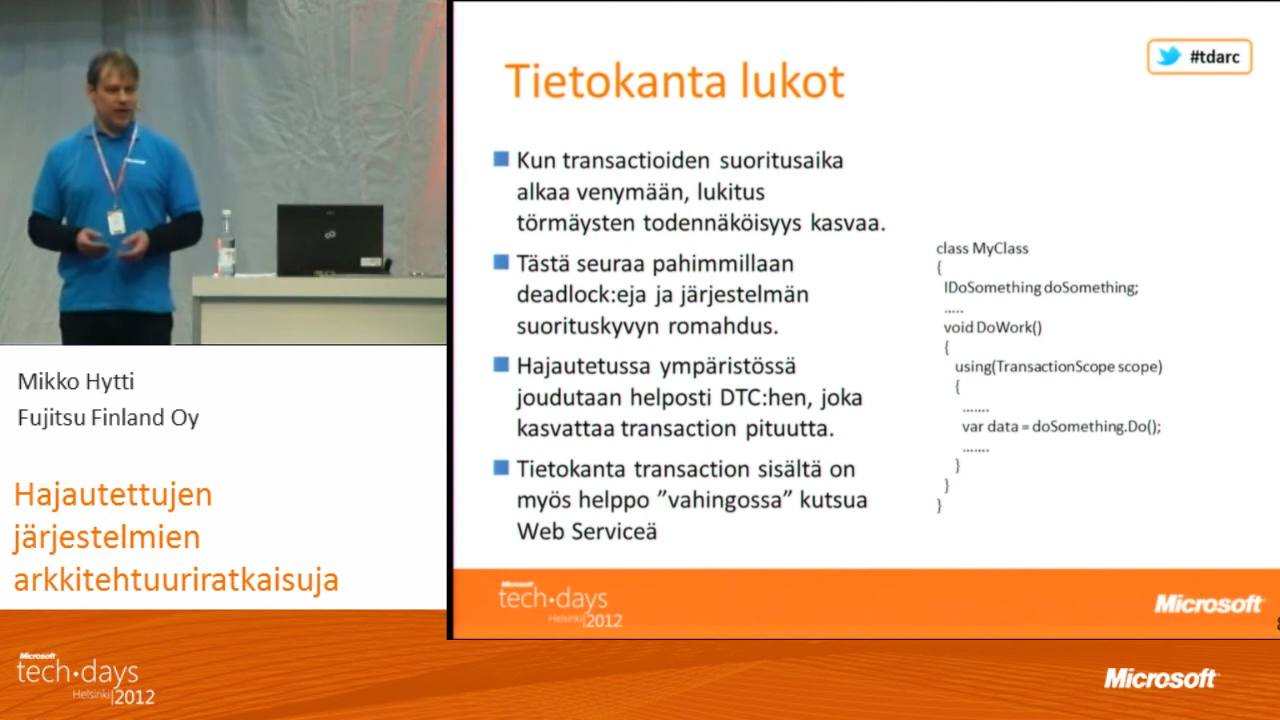 Tietokanta lukot
#tdarc
Kun transactioiden suoritusaika
alkaa venymään, lukitus
törmäysten todennäköisyys kasvaa.
Tästä seuraa pahimmillaan
deadlock:eja ja järjestelmän
suorituskyvyn romahdus.
Hajautetussa ympäristössä
joudutaan helposti DTC:hen, joka
kasvattaa transaction pituutta.
Tietokanta transaction sisältä on
myös helppo ”vahingossa” kutsua
Web Serviceä
class MyClass
{
IDoSomething doSomething;
.....
void DoWork()
{
using(TransactionScope scope)
{
.......
var data = doSomething.Do();
.......
}
}
}
Microsoft
tech·days
Helsinki|2012
Microsoft
Mikko Hytti
Fujitsu Finland Oy
Hajautettujen
järjestelmien
arkkitehtuuriratkaisuja
Microsoft
tech·days
Helsinki|2012
Microsoft